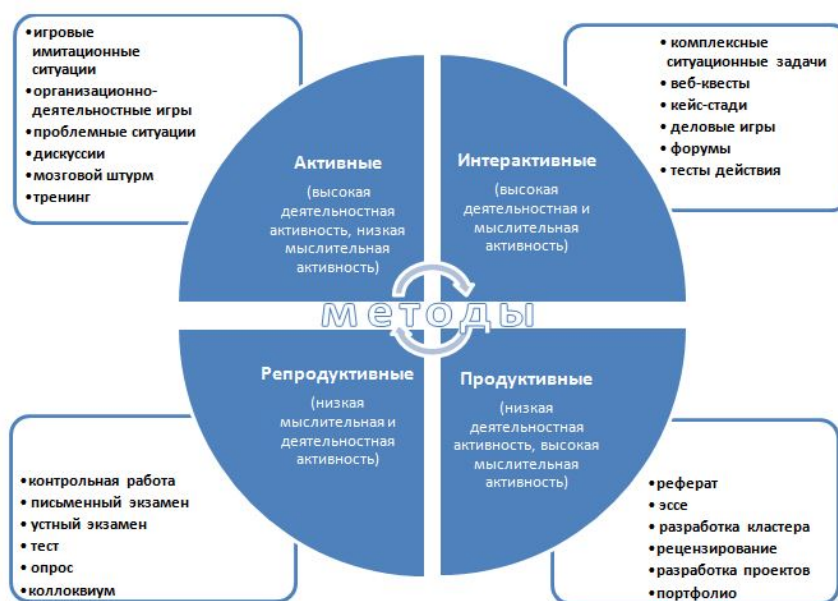 •игровые
имитационные
ситуации
•организационно-
деятельностные игры
•проблемные ситуации
•дискуссии
•мозговой штурм
•тренинг
• комплексные
ситуационные задачи
• веб-квесты
• кейс-стади
• деловые игры
• форумы
• тесты действия
Активные
(высокая
деятельностная
активность, низкая
мыслительная
активность)
Интерактивные
(высокая
деятельностная и
мыслительная
активность)
методы
Репродуктивные
(низкая
мыслительная и
деятельностная
активность)
Продуктивные
(низкая
деятельностная
активность, высокая
мыслительная
активность)
•контрольная работа
• письменный экзамен
• устный экзамен
• тест
• опрос
• коллоквиум
•реферат
• эссе
• разработка кластера
•рецензирование
•разработка проектов
•портфолио